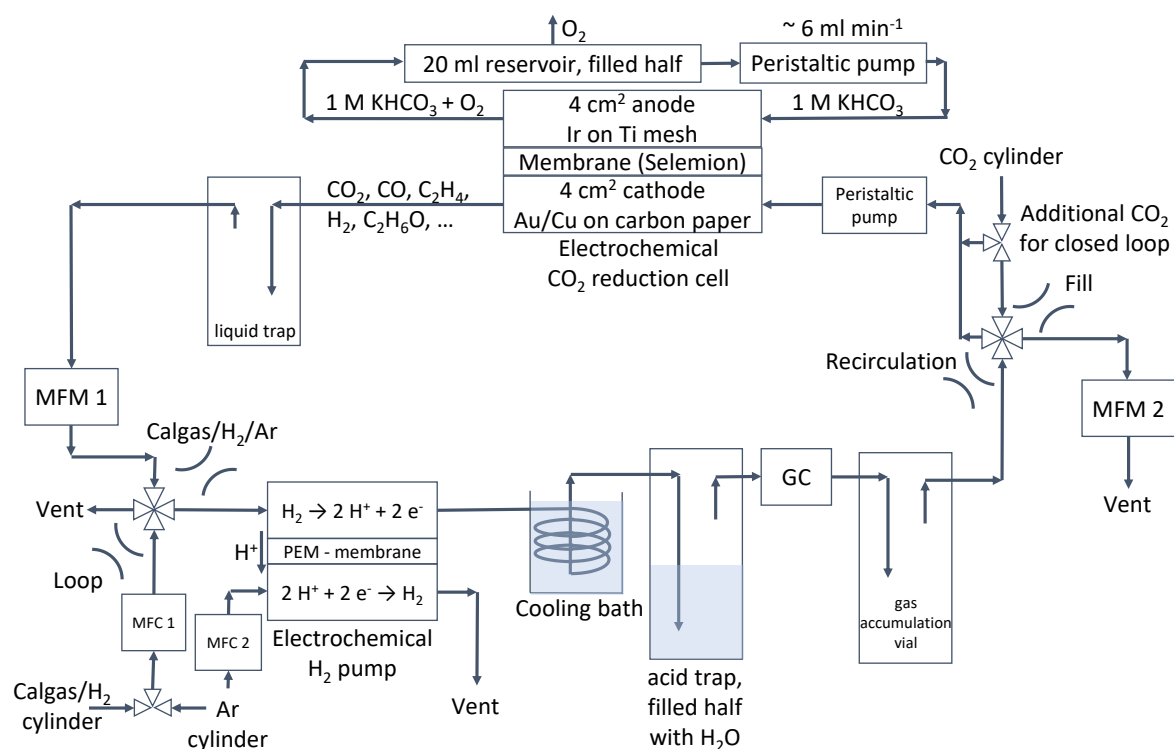 O₂
~ 6 ml min⁻¹
20 ml reservoir, filled half
Peristaltic pump
1 M KHCO₃ + O₂
4 cm² anode
Ir on Ti mesh
1 M KHCO₃
Membrane (Selemion)
CO₂ cylinder
CO₂, CO, C₂H₄,
H₂, C₂H₆O, ...
4 cm² cathode
Au/Cu on carbon paper
Peristaltic
pump
Additional CO₂
for closed loop
Electrochemical
CO₂ reduction cell
Fill
liquid trap
Recirculation
MFM 1
MFM 2
Calgas/H₂/Ar
Vent
H₂ → 2 H⁺ + 2 e⁻
GC
Vent
H⁺
PEM - membrane
Loop
2 H⁺ + 2 e⁻ → H₂
Cooling bath
MFC 1
MFC 2
gas
accumulation
vial
Electrochemical
H₂ pump
Calgas/H₂
cylinder
Ar
cylinder
Vent
acid trap,
filled half
with H₂O